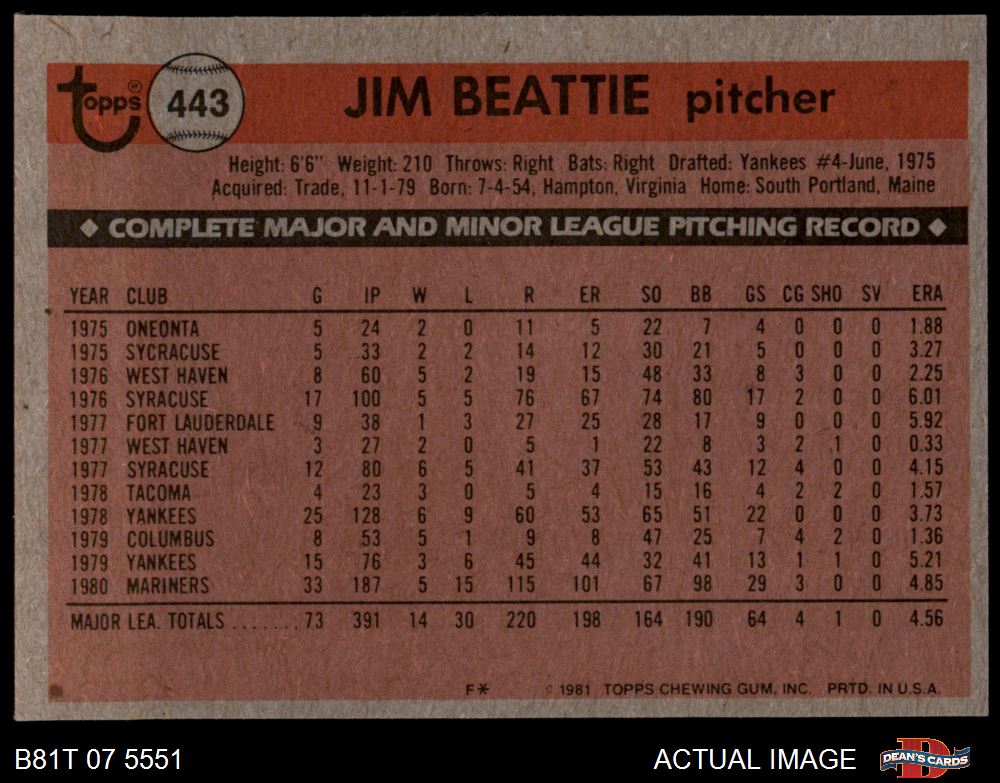 Topps® 443 JIM BEATTIE pitcher
Height: 6'6" Weight: 210 Throws: Right Bats: Right Drafted: Yankees #4-June, 1975
Acquired: Trade, 11-1-79 Born: 7-4-54, Hampton, Virginia Home: South Portland, Maine
◆ COMPLETE MAJOR AND MINOR LEAGUE PITCHING RECORD ◆
YEAR CLUB G IP W L R ER SO BB GS CG SHO SV ERA
1975 ONEONTA 5 24 2 0 11 5 22 7 4 0 0 0 1.88
1975 SYCRACUSE 5 33 2 2 14 12 30 21 5 0 0 0 3.27
1976 WEST HAVEN 8 60 5 2 19 15 48 33 8 3 0 0 2.25
1976 SYRACUSE 17 100 5 5 76 67 74 80 17 2 0 0 6.01
1977 FORT LAUDERDALE 9 38 1 3 27 25 28 17 9 0 0 0 5.92
1977 WEST HAVEN 3 27 2 0 5 1 22 8 3 2 1 0 0.33
1977 SYRACUSE 12 80 6 5 41 37 53 43 12 4 0 0 4.15
1978 TACOMA 4 23 3 0 5 4 15 16 4 2 2 0 1.57
1978 YANKEES 25 128 6 9 60 53 65 51 22 0 0 0 3.73
1979 COLUMBUS 8 53 5 1 9 8 47 25 7 4 2 0 1.36
1979 YANKEES 15 76 3 6 45 44 32 41 13 1 1 0 5.21
1980 MARINERS 33 187 5 15 115 101 67 98 29 3 0 0 4.85
MAJOR LEA. TOTALS.......73 391 14 30 220 198 164 190 64 4 1 0 4.56
F* © 1981 TOPPS CHEWING GUM, INC. PRTD. IN U.S.A.
B81T 07 5551 ACTUAL IMAGE DEAN'S CARDS